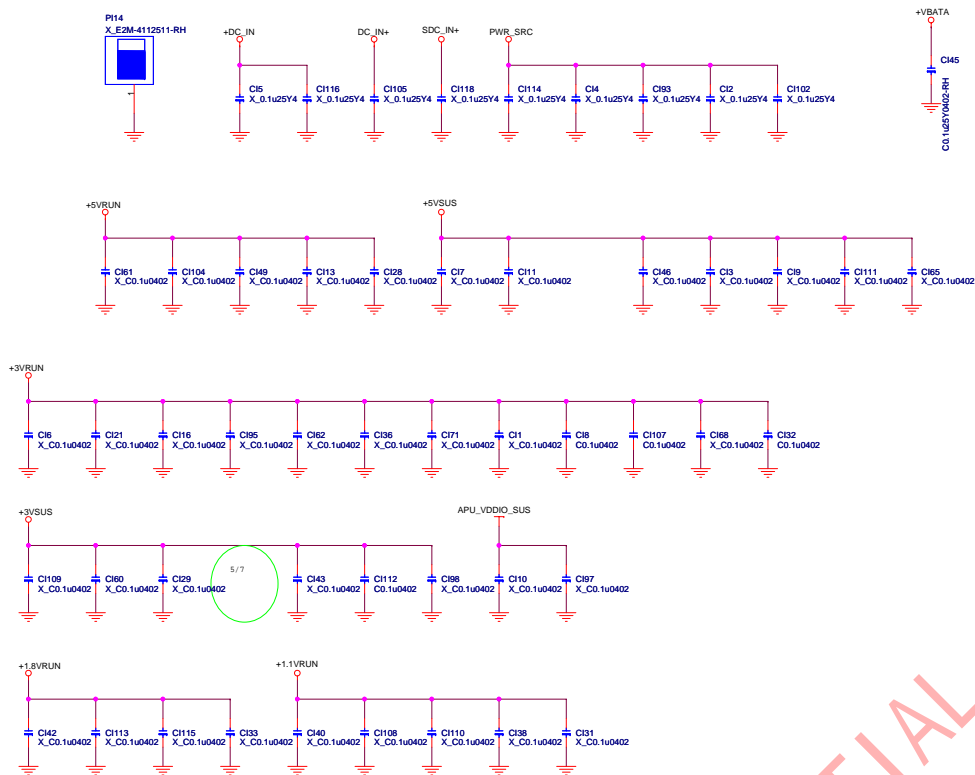 PI14
X_E2M-4112511-RH
1
+DC_IN
DC_IN+
SDC_IN+
PWR_SRC
+VBATA
CI5
X_0.1u25Y4
CI116
X_0.1u25Y4
CI105
X_0.1u25Y4
CI118
X_0.1u25Y4
CI114
X_0.1u25Y4
CI4
X_0.1u25Y4
CI93
X_0.1u25Y4
CI2
X_0.1u25Y4
CI102
X_0.1u25Y4
CI45
C0.1u25Y0402-RH
+5VRUN
+5VSUS
CI61
X_C0.1u0402
CI104
X_C0.1u0402
CI49
X_C0.1u0402
CI13
X_C0.1u0402
CI28
X_C0.1u0402
CI7
X_C0.1u0402
CI11
X_C0.1u0402
CI46
X_C0.1u0402
CI3
X_C0.1u0402
CI9
X_C0.1u0402
CI111
X_C0.1u0402
CI65
X_C0.1u0402
+3VRUN
CI6
X_C0.1u0402
CI21
X_C0.1u0402
CI16
X_C0.1u0402
CI95
X_C0.1u0402
CI62
X_C0.1u0402
CI36
X_C0.1u0402
CI71
X_C0.1u0402
CI1
X_C0.1u0402
CI8
C0.1u0402
CI107
C0.1u0402
CI68
X_C0.1u0402
CI32
C0.1u0402
+3VSUS
APU_VDDIO_SUS
5/7
CI109
X_C0.1u0402
CI60
X_C0.1u0402
CI29
X_C0.1u0402
CI43
X_C0.1u0402
CI112
C0.1u0402
CI98
X_C0.1u0402
CI10
X_C0.1u0402
CI97
X_C0.1u0402
+1.8VRUN
+1.1VRUN
CI42
X_C0.1u0402
CI113
X_C0.1u0402
CI115
X_C0.1u0402
CI33
X_C0.1u0402
CI40
X_C0.1u0402
CI108
X_C0.1u0402
CI110
X_C0.1u0402
CI38
X_C0.1u0402
CI31
X_C0.1u0402
TIAL